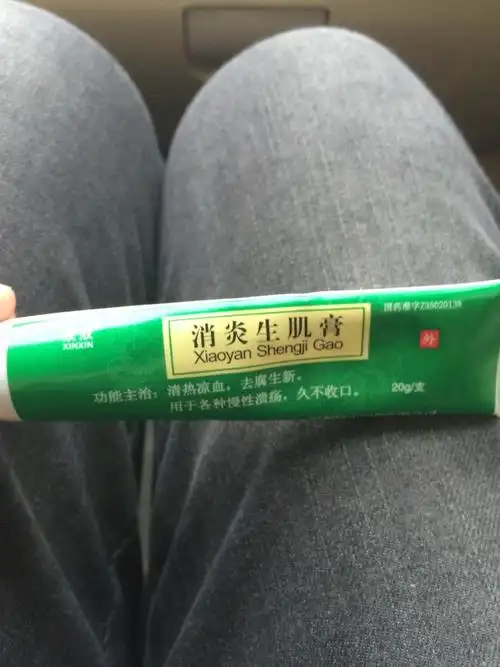 国药准字Z35020138
XINXIN
消炎生肌膏
Xiaoyan Shengji Gao
外
功能主治：清热凉血，去腐生新。
用于各种慢性溃疡，久不收口。
20g/支